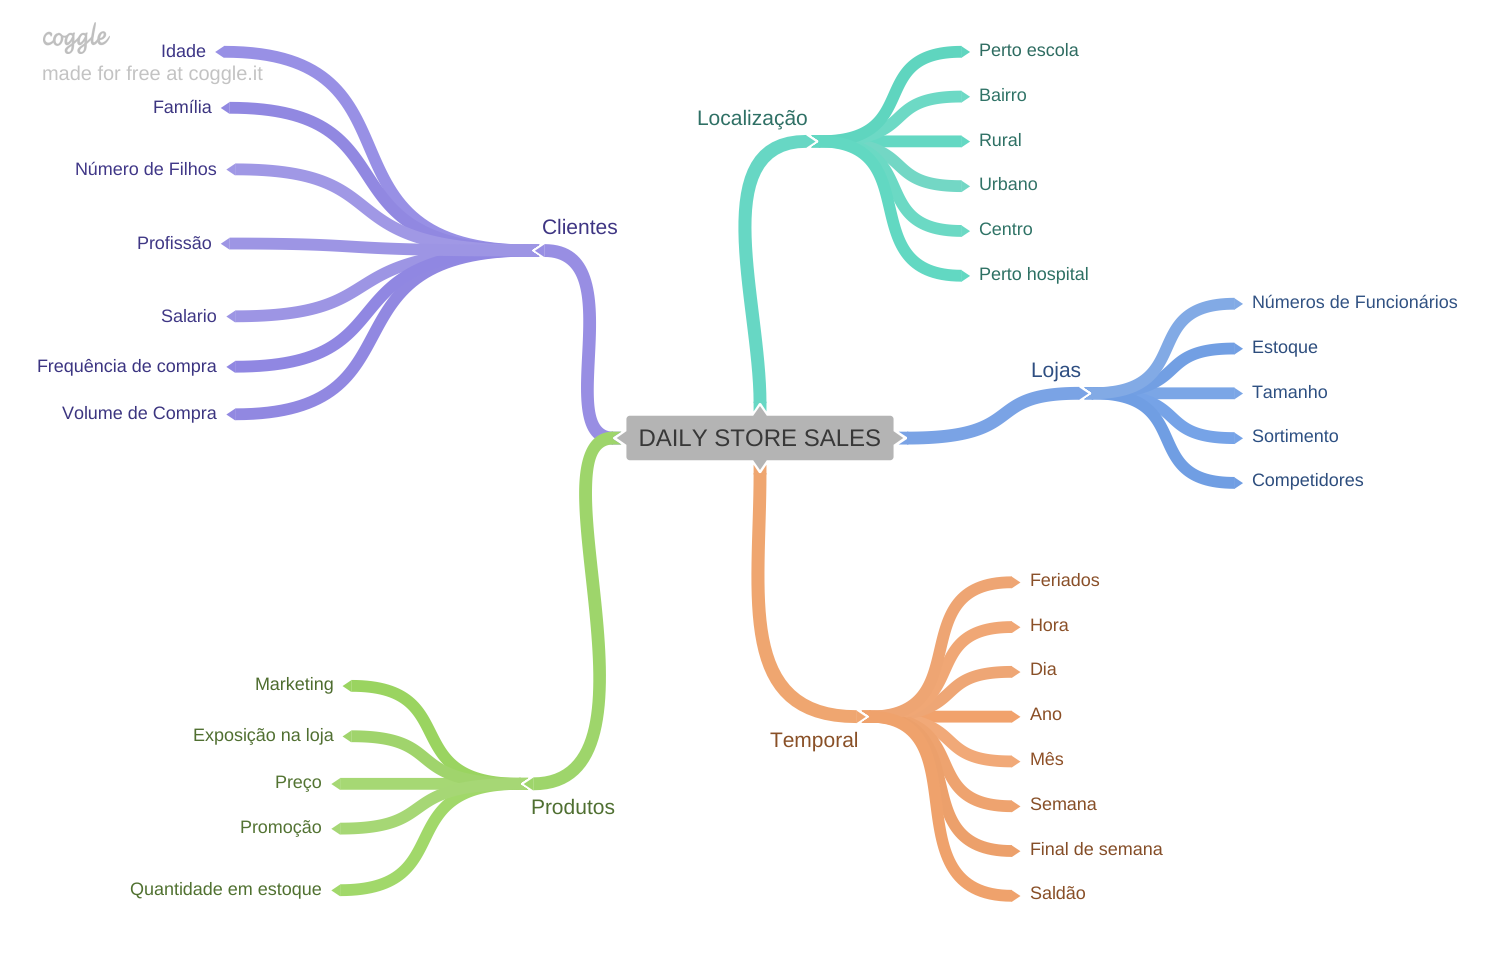 coggle
made for free at coggle.it
Idade
Família
Número de Filhos
Profissão
Salario
Frequência de compra
Volume de Compra
Clientes
Localização
Perto escola
Bairro
Rural
Urbano
Centro
Perto hospital
Lojas
Números de Funcionários
Estoque
Tamanho
Sortimento
Competidores
DAILY STORE SALES
Marketing
Exposição na loja
Preço
Promoção
Quantidade em estoque
Produtos
Temporal
Feriados
Hora
Dia
Ano
Mês
Semana
Final de semana
Saldão